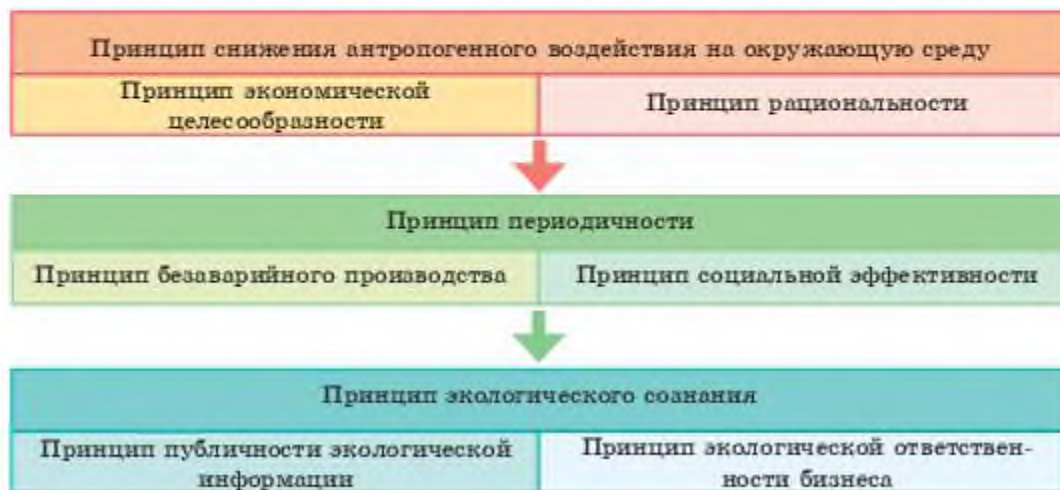 Принцип снижения антропогенного воздействия на окружающую среду
Принцип экономической
целесообразности
Принцип рациональности
Принцип периодичности
Принцип безаварийного производства
Принцип социальной эффективности
Принцип экологического сознания
Принцип публичности экологической
информации
Принцип экологической ответствен-
ности бизнеса